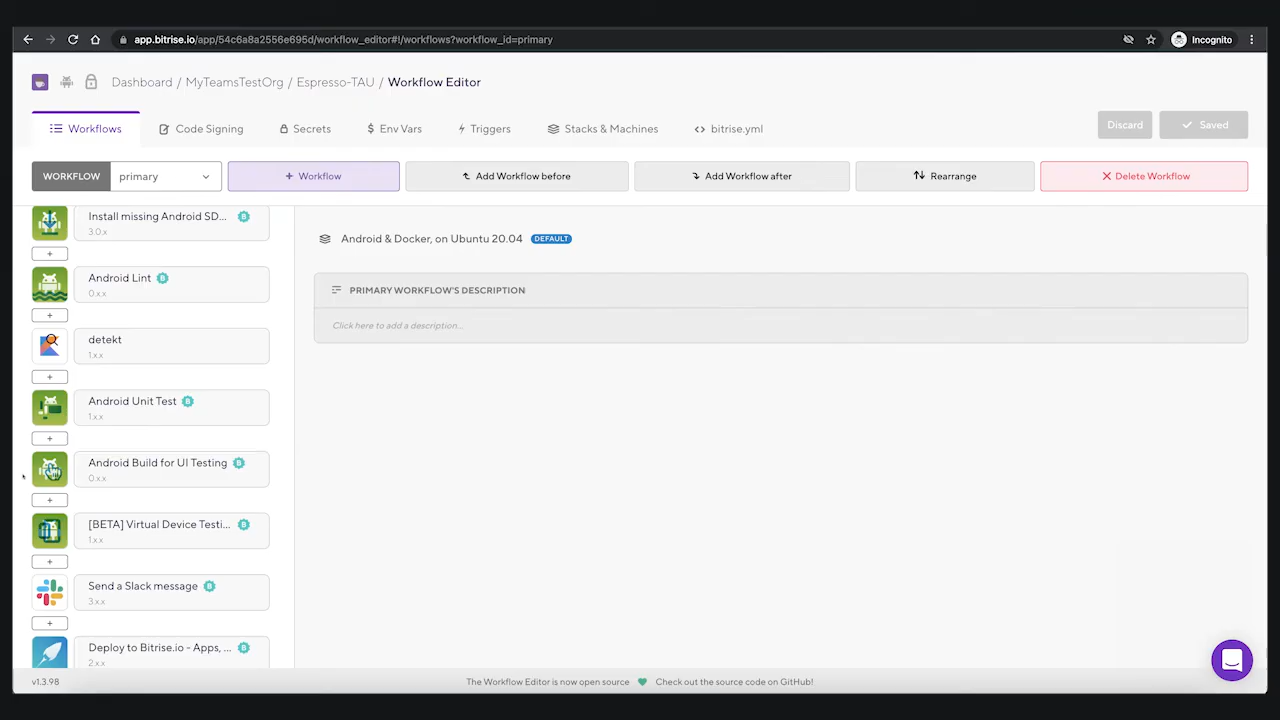 app.bitrise.io/app/54c6a8a2556e695d/workflow_editor#!/workflows?workflow_id=primary
Incognito
Dashboard / MyTeamsTestOrg / Espresso-TAU / Workflow Editor
Workflows
Code Signing
Secrets
$ Env Vars
Triggers
Stacks & Machines
<> bitrise.yml
Discard
Saved
WORKFLOW
primary
+ Workflow
Add Workflow before
Add Workflow after
Rearrange
Delete Workflow
Install missing Android SD...
3.0.x
+
Android Lint
0.x.x
+
detekt
1.x.x
+
Android Unit Test
1.x.x
+
Android Build for UI Testing
0.x.x
+
[BETA] Virtual Device Testi...
1.x.x
+
Send a Slack message
3.x.x
+
Deploy to Bitrise.io - Apps, ...
2.x.x
Android & Docker, on Ubuntu 20.04 DEFAULT
PRIMARY WORKFLOW'S DESCRIPTION
Click here to add a description...
v1.3.98
The Workflow Editor is now open source
Check out the source code on GitHub!